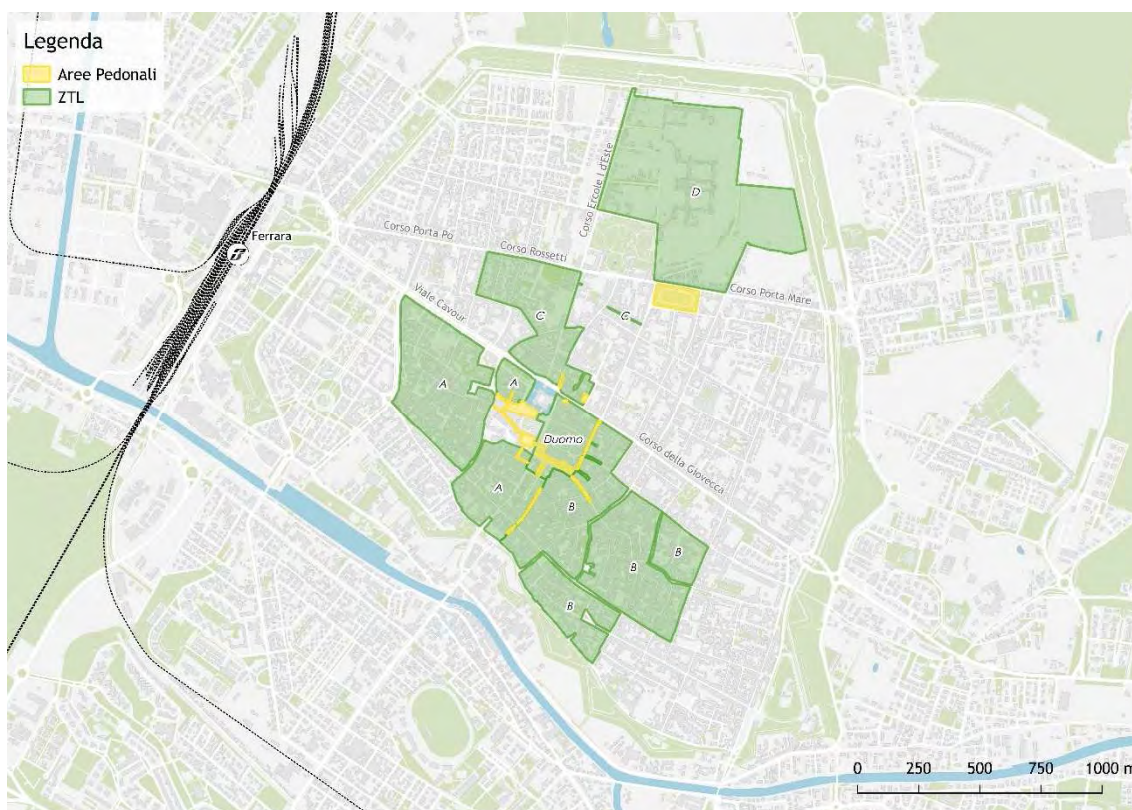 Legenda
Aree Pedonali
ZTL
Ferrara
Corso Ercole I d'Este
D
Corso Porta Po
Corso Rossetti
Corso Porta Mare
Viale Cavour
C
C
A
A
Duomo
Corso della Giovecca
A
B
B
B
B
0 250 500 750 1000 m